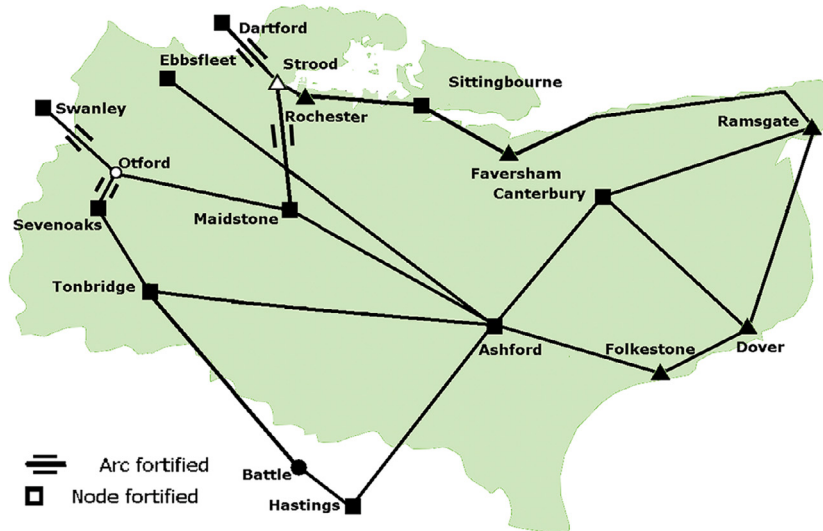 Dartford
Ebbsfleet
Strood
Sittingbourne
Swanley
Rochester
Ramsgate
Otford
Faversham
Canterbury
Sevenoaks
Maidstone
Tonbridge
Ashford
Folkestone
Dover
Arc fortified
Battle
Node fortified
Hastings